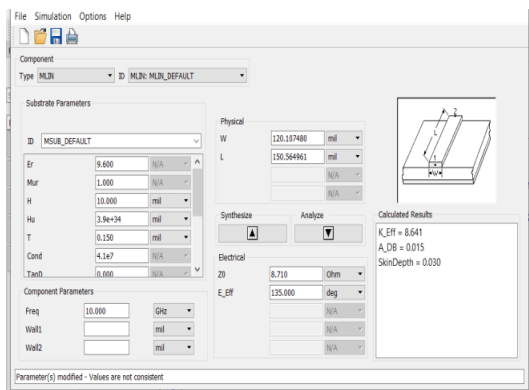 File Simulation Options Help
Component
Type MLIN ID MLIN: MLIN_DEFAULT
Substrate Parameters
ID MSUB_DEFAULT
Er 9.600 N/A
Mur 1.000 N/A
H 10.000 mil
Hu 3.9e+34 mil
T 0.150 mil
Cond 4.1e7 N/A
TanD 0.000 N/A
Component Parameters
Freq 10.000 GHz
Wall1 mil
Wall2 mil
Physical
W 120.107480 mil
L 150.564961 mil
N/A
N/A
Synthesize Analyze
Electrical
Z0 8.710 Ohm
E_Eff 135.000 deg
N/A
N/A
N/A
2
L
1
W
Calculated Results
K_Eff = 8.641
A_DB = 0.015
SkinDepth = 0.030
Parameter(s) modified - Values are not consistent